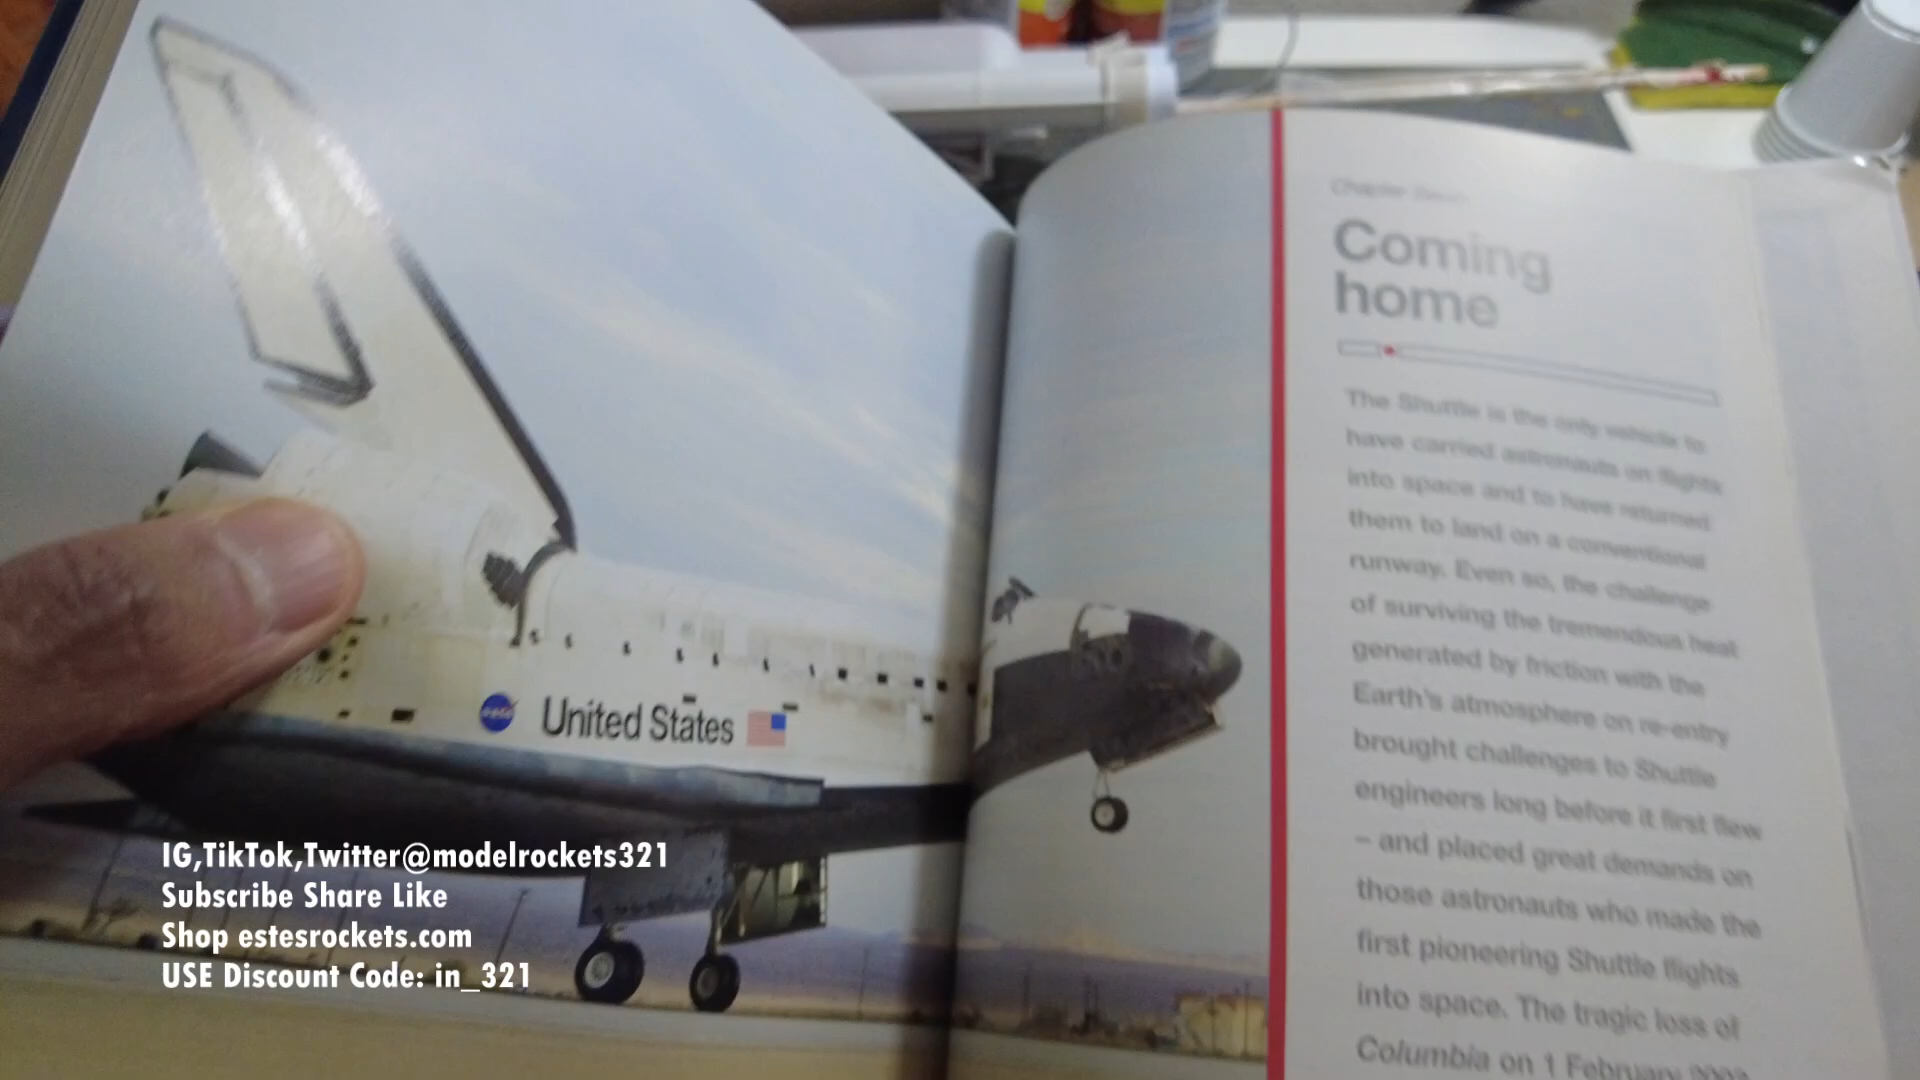 NASA
United States
IG,TikTok,Twitter@modelrockets321
Subscribe Share Like
Shop estesrockets.com
USE Discount Code: in_321
Chapter
Coming
home
The Shuttle is the only vehicle to
have carried astronauts on flights
into space and to have returned
them to land on a conventional
runway. Even so, the challenge
of surviving the tremendous heat
generated by friction with the
Earth's atmosphere on re-entry
brought challenges to Shuttle
engineers long before it first flew
– and placed great demands on
those astronauts who made the
first pioneering Shuttle flights
into space. The tragic loss of
Columbia on 1 February